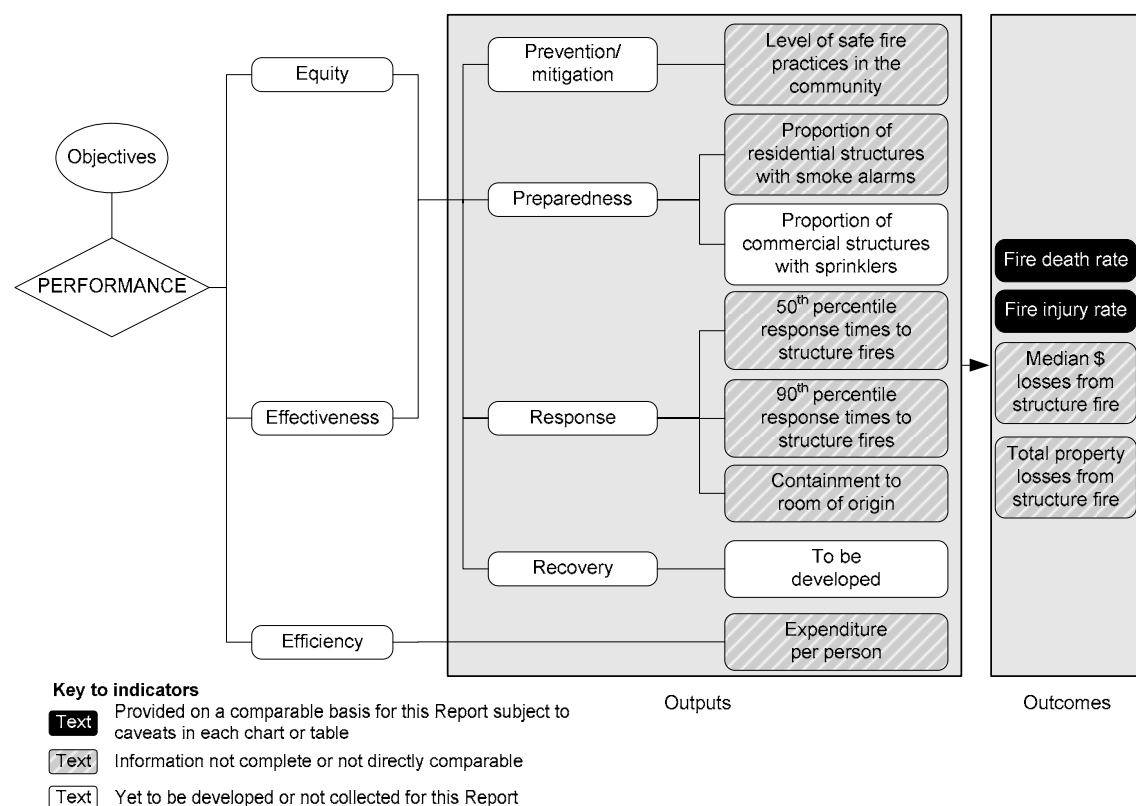 Objectives
PERFORMANCE
Equity
Effectiveness
Efficiency
Prevention/
mitigation
Preparedness
Response
Recovery
Level of safe fire
practices in the
community
Proportion of
residential structures
with smoke alarms
Proportion of
commercial structures
with sprinklers
50th percentile
response times to
structure fires
90th percentile
response times to
structure fires
Containment to
room of origin
To be
developed
Expenditure
per person
Outputs
Fire death rate
Fire injury rate
Median $
losses from
structure fire
Total property
losses from
structure fire
Outcomes
Key to indicators
Text Provided on a comparable basis for this Report subject to
caveats in each chart or table
Text Information not complete or not directly comparable
Text Yet to be developed or not collected for this Report